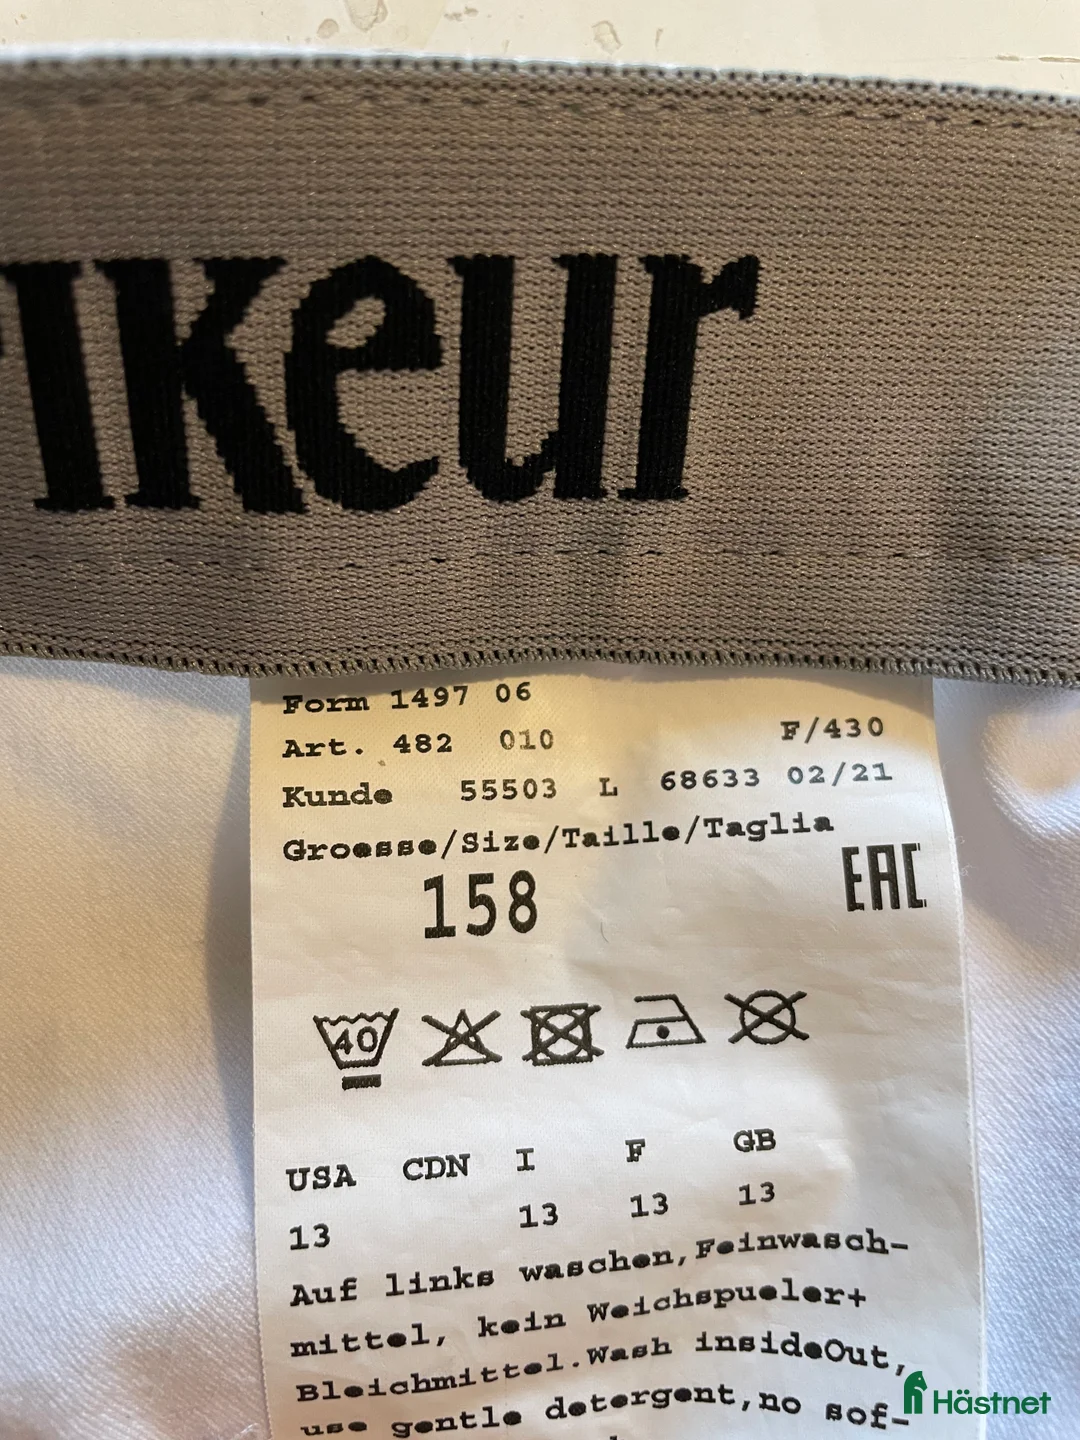 ikeur
Form 1497 06
Art. 482 010 F/430
Kunde 55503 L 68633 02/21
Groesse/Size/Taille/Taglia
158 EAC
40
USA CDN I F GB
13 13 13 13
Auf links waschen,Feinwasch-
mittel, kein Weichspueler+
Bleichmittel.Wash insideOut,
use gentle detergent,no sof-
Hästnet